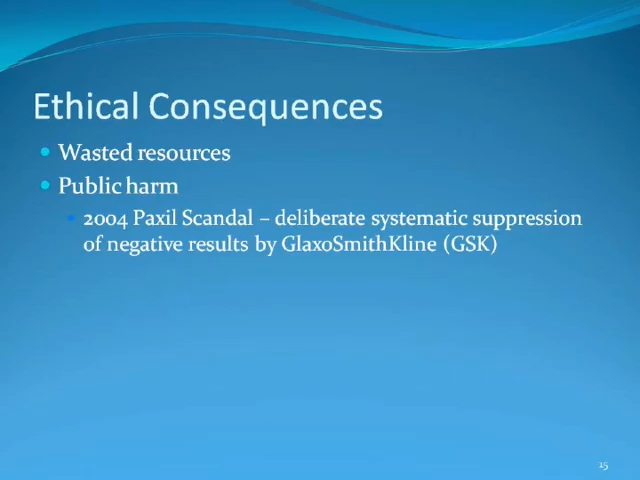 Ethical Consequences
Wasted resources
Public harm
2004 Paxil Scandal – deliberate systematic suppression
of negative results by GlaxoSmithKline (GSK)
15